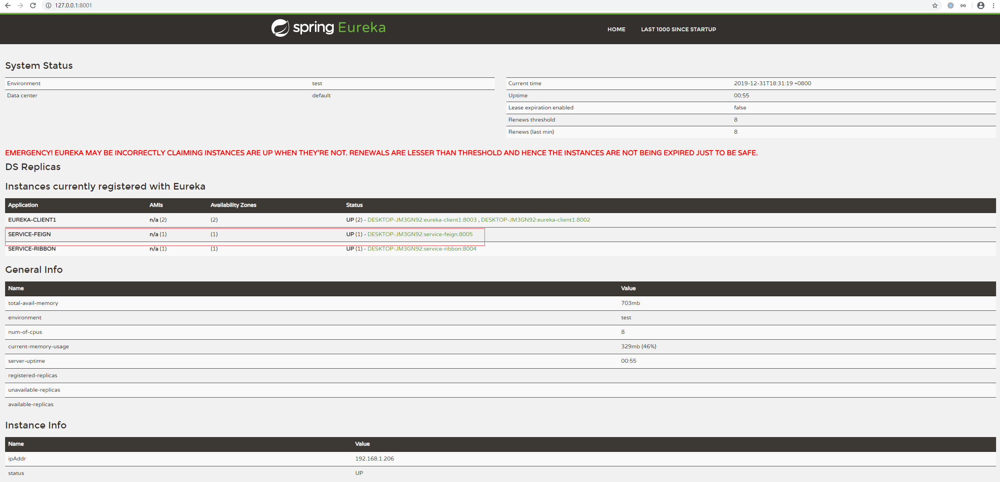 127.0.0.1:8001
spring Eureka
HOME LAST 1000 SINCE STARTUP
System Status
Environment test
Data center default
Current time 2019-12-31T18:31:19 +0800
Uptime 00:55
Lease expiration enabled false
Renews threshold 8
Renews (last min) 8
EMERGENCY! EUREKA MAY BE INCORRECTLY CLAIMING INSTANCES ARE UP WHEN THEY'RE NOT. RENEWALS ARE LESSER THAN THRESHOLD AND HENCE THE INSTANCES ARE NOT BEING EXPIRED JUST TO BE SAFE.
DS Replicas
Instances currently registered with Eureka
Application AMIs Availability Zones Status
EUREKA-CLIENT1 n/a (2) (2) UP (2) - DESKTOP-JM3GN92:eureka-client1:8003 , DESKTOP-JM3GN92:eureka-client1:8002
SERVICE-FEIGN n/a (1) (1) UP (1) - DESKTOP-JM3GN92:service-feign:8005
SERVICE-RIBBON n/a (1) (1) UP (1) - DESKTOP-JM3GN92:service-ribbon:8004
General Info
Name Value
total-avail-memory 703mb
environment test
num-of-cpus 8
current-memory-usage 329mb (46%)
server-uptime 00:55
registered-replicas
unavailable-replicas
available-replicas
Instance Info
Name Value
ipAddr 192.168.1.206
status UP